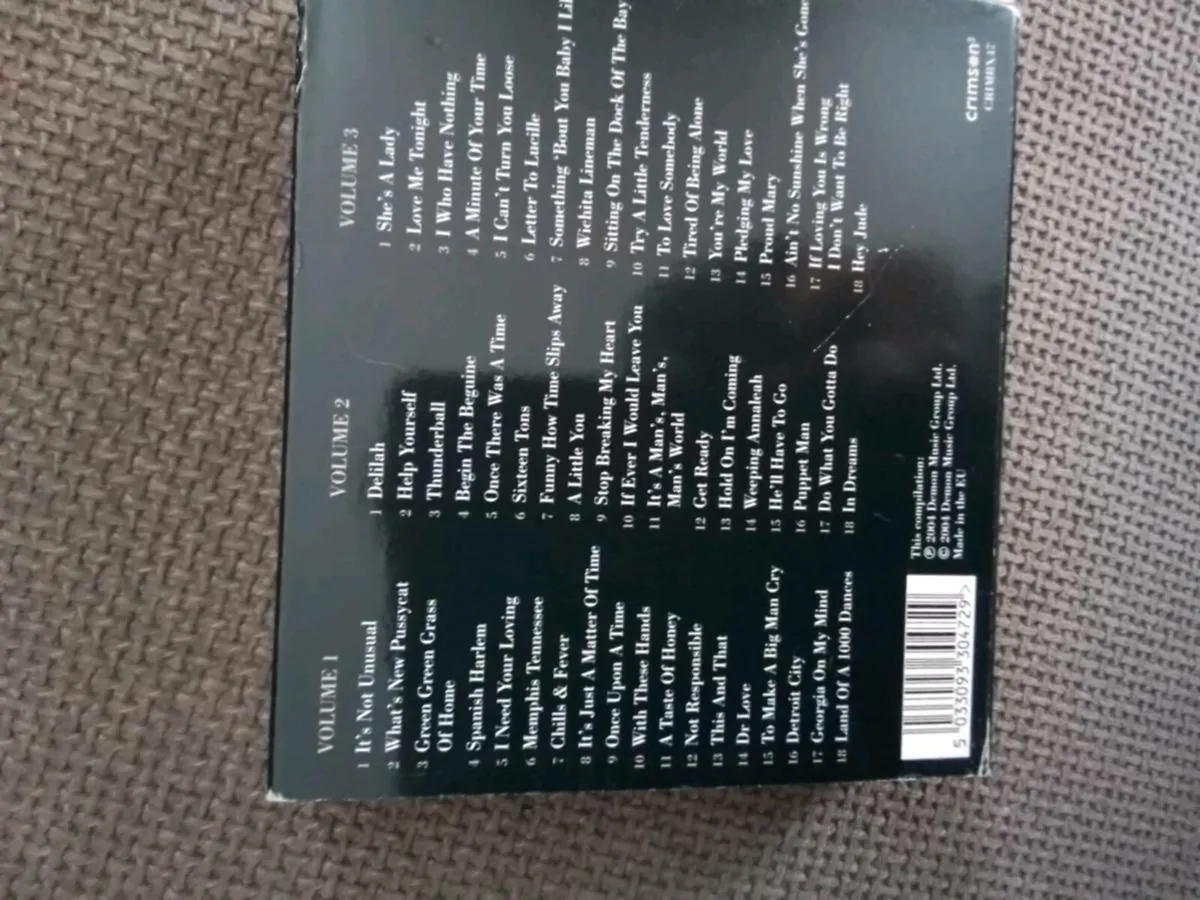 VOLUME 1
1 It's Not Unusual
2 What's New Pussycat
3 Green Green Grass
Of Home
4 Spanish Harlem
5 I Need Your Loving
6 Memphis Tennessee
7 Chills & Fever
8 It's Just A Matter Of Time
9 Once Upon A Time
10 With These Hands
11 A Taste Of Honey
12 Not Responsible
13 This And That
14 Dr Love
15 To Make A Big Man Cry
16 Detroit City
17 Georgia On My Mind
18 Land Of A 1000 Dances
VOLUME 2
1 Delilah
2 Help Yourself
3 Thunderball
4 Begin The Beguine
5 Once There Was A Time
6 Sixteen Tons
7 Funny How Time Slips Away
8 A Little You
9 Stop Breaking My Heart
10 If Ever I Would Leave You
11 It's A Man's, Man's,
Man's World
12 Get Ready
13 Hold On I'm Coming
14 Weeping Annaleah
15 He'll Have To Go
16 Puppet Man
17 Do What You Gotta Do
18 In Dreams
VOLUME 3
1 She's A Lady
2 Love Me Tonight
3 I Who Have Nothing
4 A Minute Of Your Time
5 I Can't Turn You Loose
6 Letter To Lucille
7 Something 'Bout You Baby I
8 Wichita Lineman
9 Sitting On The Dock Of The Bay
10 Try A Little Tenderness
11 To Love Somebody
12 Tired Of Being Alone
13 You're My World
14 Pledging My Love
15 Proud Mary
16 Ain't No Sunshine When She's Gone
17 If Loving You Is Wrong
I Don't Want To Be Right
18 Hey Jude
5 033093 304729 >
This compilation:
℗ 2004 Demon Music Group Ltd.
© 2004 Demon Music Group Ltd.
Made in the EU
crimson